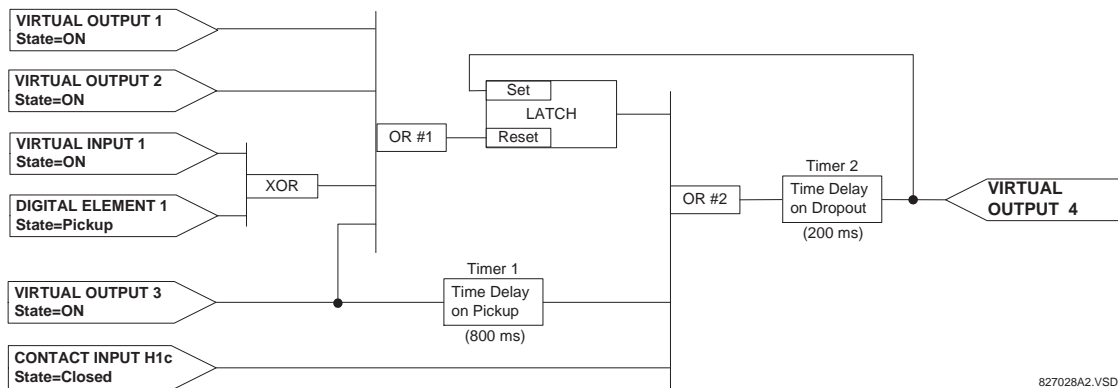 VIRTUAL OUTPUT 1
State=ON
VIRTUAL OUTPUT 2
State=ON
VIRTUAL INPUT 1
State=ON
DIGITAL ELEMENT 1
State=Pickup
VIRTUAL OUTPUT 3
State=ON
CONTACT INPUT H1c
State=Closed
XOR
OR #1
Set
LATCH
Reset
Timer 1
Time Delay
on Pickup
(800 ms)
OR #2
Timer 2
Time Delay
on Dropout
(200 ms)
VIRTUAL
OUTPUT 4
827028A2.VSD